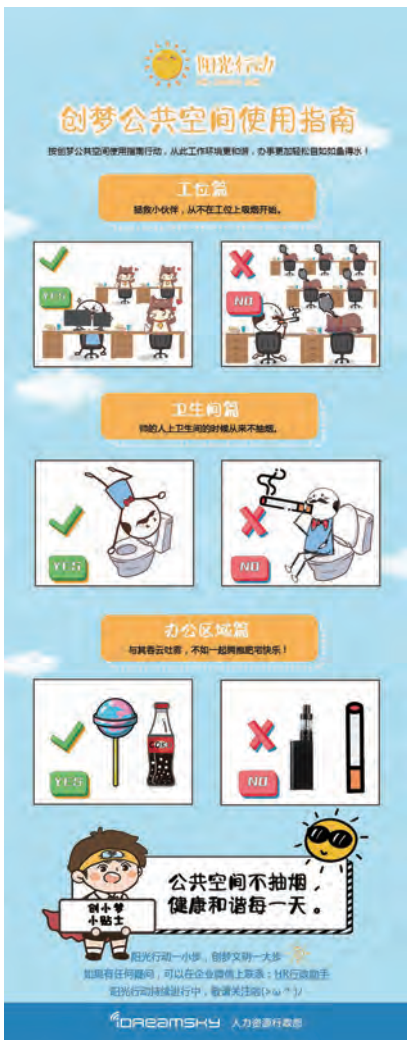 阳光行动
创梦公共空间使用指南
按创梦公共空间使用指南行动，从此工作环境更和谐，办事更加轻松自如如鱼得水！
工位篇
拯救小伙伴，从不在工位上吸烟开始。
YES
NO
卫生间篇
帅的人上卫生间的时候从来不抽烟。
YES
NO
办公区域篇
与其吞云吐雾，不如一起拥抱肥宅快乐！
YES
NO
公共空间不抽烟，
健康和谐每一天。
创小梦
小贴士
阳光行动一小步，创梦文明一大步
如果有任何疑问，可以在企业微信上联系：HR行政助手
阳光行动持续进行中，敬请关注啦(>ω＾)ﾉ
iDREAMSKY 人力资源行政部